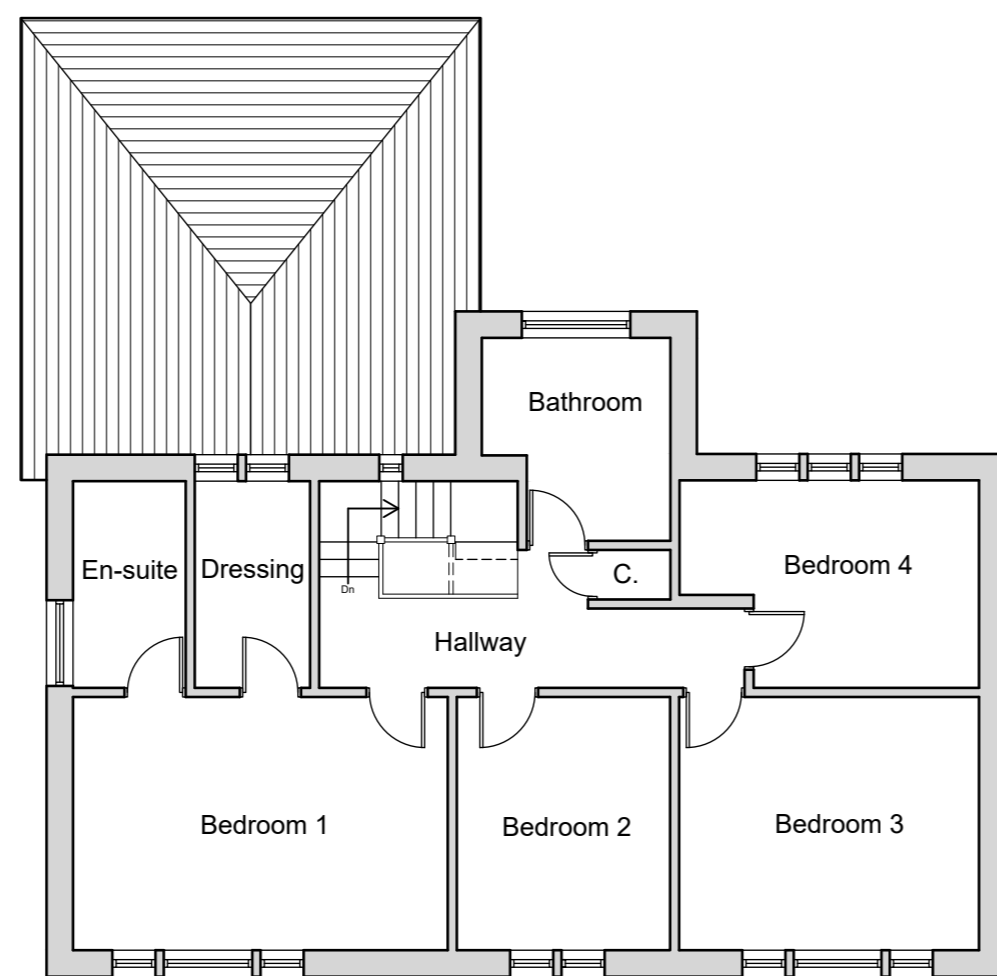 Bathroom
En-suite
Dressing
C.
Bedroom 4
Dn
Hallway
Bedroom 1
Bedroom 2
Bedroom 3